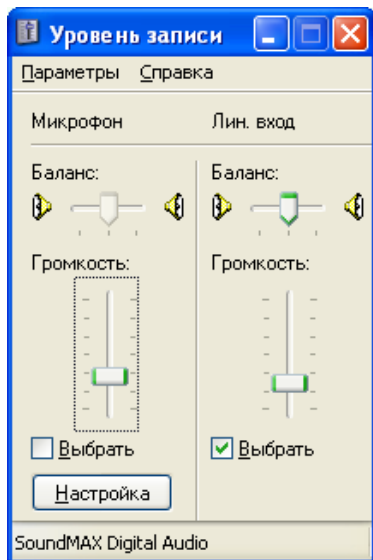 Уровень записи
Параметры Справка
Микрофон Лин. вход
Баланс: Баланс:
Громкость: Громкость:
Выбрать Выбрать
Настройка
SoundMAX Digital Audio